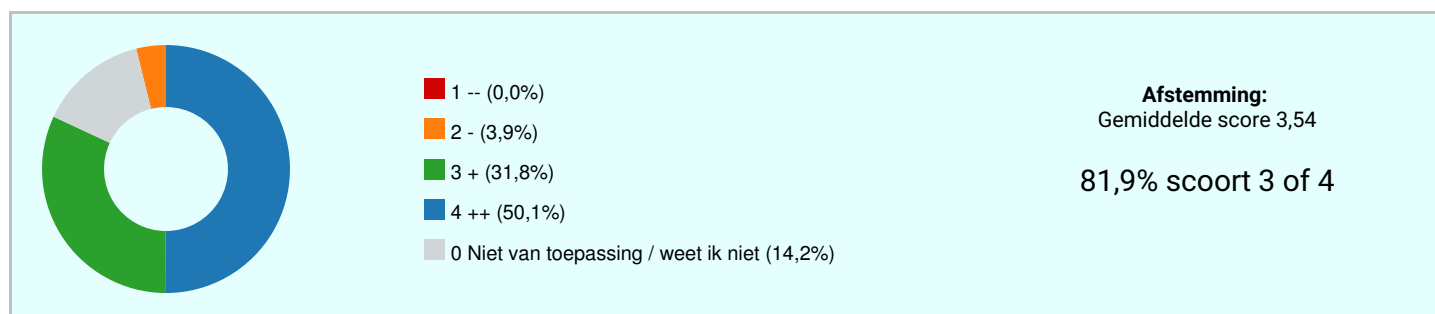 1 -- (0,0%)
2 - (3,9%)
3 + (31,8%)
4 ++ (50,1%)
0 Niet van toepassing / weet ik niet (14,2%)
Afstemming:
Gemiddelde score 3,54
81,9% scoort 3 of 4